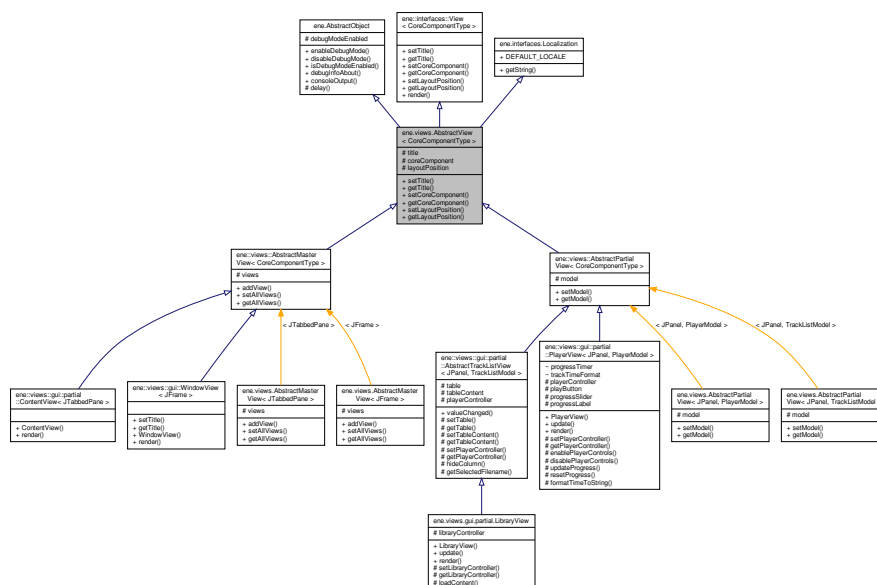 ene.AbstractObject
# debugModeEnabled
+ enableDebugMode()
+ disableDebugMode()
+ isDebugModeEnabled()
+ debugInfoAbout()
+ consoleOutput()
# delay()
ene::interfaces::View
< CoreComponentType >
+ setTitle()
+ getTitle()
+ setCoreComponent()
+ getCoreComponent()
+ setLayoutPosition()
+ getLayoutPosition()
+ render()
ene.interfaces.Localization
+ DEFAULT_LOCALE
+ getString()
ene.views.AbstractView
< CoreComponentType >
# title
# coreComponent
# layoutPosition
+ setTitle()
+ getTitle()
+ setCoreComponent()
+ getCoreComponent()
+ setLayoutPosition()
+ getLayoutPosition()
ene::views::AbstractMaster
View< CoreComponentType >
# views
+ addView()
+ setAllViews()
+ getAllViews()
ene::views::AbstractPartial
View< CoreComponentType >
# model
+ setModel()
+ getModel()
< JTabbedPane >
< JFrame >
< JPanel, PlayerModel >
< JPanel, TrackListModel >
ene::views::gui::partial
::ContentView< JTabbedPane >
+ ContentView()
+ render()
ene::views::gui::WindowView
< JFrame >
+ setTitle()
+ getTitle()
+ WindowView()
+ render()
ene.views.AbstractMaster
View< JTabbedPane >
# views
+ addView()
+ setAllViews()
+ getAllViews()
ene.views.AbstractMaster
View< JFrame >
# views
+ addView()
+ setAllViews()
+ getAllViews()
ene::views::gui::partial
::AbstractTrackListView
< JPanel, TrackListModel >
# table
# tableContent
# playerController
+ valueChanged()
# setTable()
# getTable()
# setTableContent()
# getTableContent()
# setPlayerController()
# getPlayerController()
# hideColumn()
# getSelectedFilename()
ene::views::gui::partial
::PlayerView< JPanel, PlayerModel >
~ progressTimer
~ trackTimeFormat
# playerController
# playButton
# progressSlider
# progressLabel
+ PlayerView()
+ update()
+ render()
# setPlayerController()
# getPlayerController()
# enablePlayerControls()
# disablePlayerControls()
# updateProgress()
# resetProgress()
# formatTimeToString()
ene.views.AbstractPartial
View< JPanel, PlayerModel >
# model
+ setModel()
+ getModel()
ene.views.AbstractPartial
View< JPanel, TrackListModel >
# model
+ setModel()
+ getModel()
ene.views.gui.partial.LibraryView
# libraryController
+ LibraryView()
+ update()
+ render()
# setLibraryController()
# getLibraryController()
# loadContent()